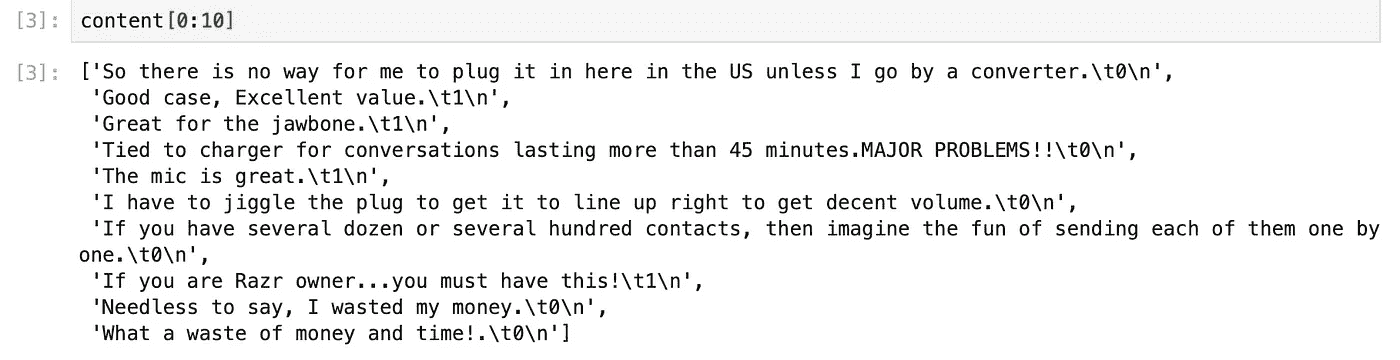 [3]: content[0:10]
[3]: ['So there is no way for me to plug it in here in the US unless I go by a converter.\t0\n',
'Good case, Excellent value.\t1\n',
'Great for the jawbone.\t1\n',
'Tied to charger for conversations lasting more than 45 minutes.MAJOR PROBLEMS!!\t0\n',
'The mic is great.\t1\n',
'I have to jiggle the plug to get it to line up right to get decent volume.\t0\n',
'If you have several dozen or several hundred contacts, then imagine the fun of sending each of them one by
one.\t0\n',
'If you are Razr owner...you must have this!\t1\n',
'Needless to say, I wasted my money.\t0\n',
'What a waste of money and time!.\t0\n']